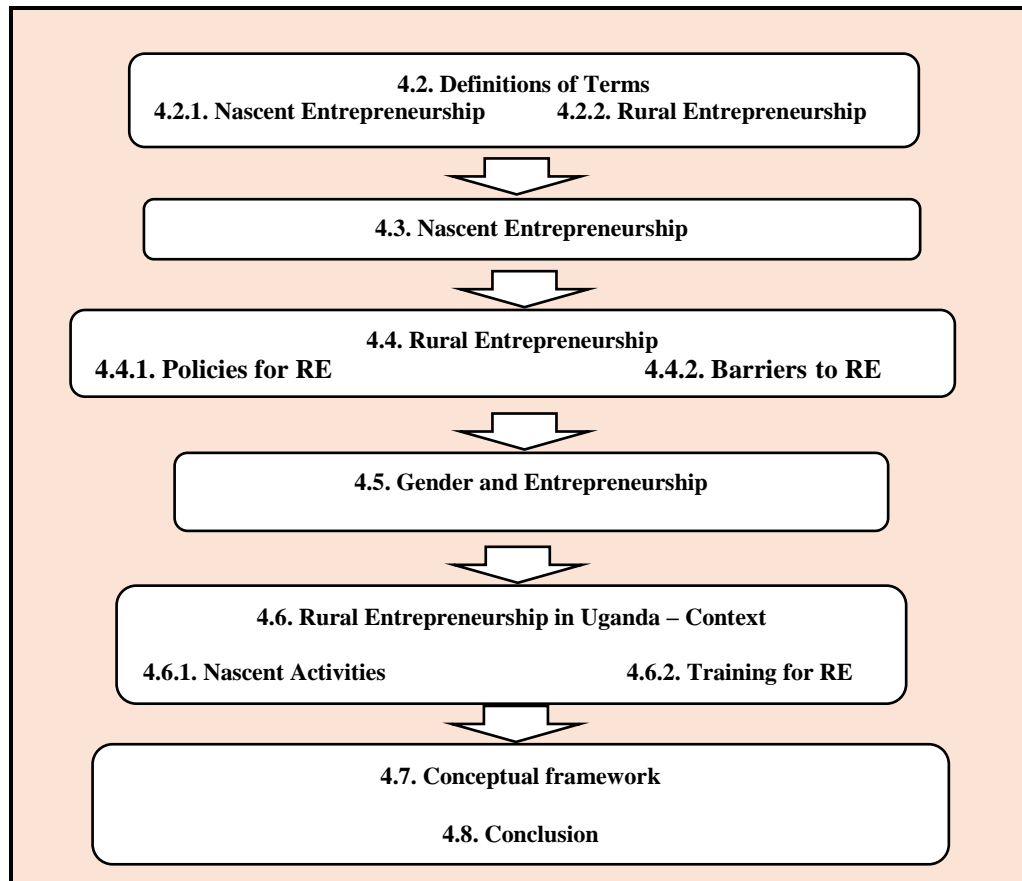 4.2. Definitions of Terms
4.2.1. Nascent Entrepreneurship 4.2.2. Rural Entrepreneurship
4.3. Nascent Entrepreneurship
4.4. Rural Entrepreneurship
4.4.1. Policies for RE 4.4.2. Barriers to RE
4.5. Gender and Entrepreneurship
4.6. Rural Entrepreneurship in Uganda – Context
4.6.1. Nascent Activities 4.6.2. Training for RE
4.7. Conceptual framework
4.8. Conclusion